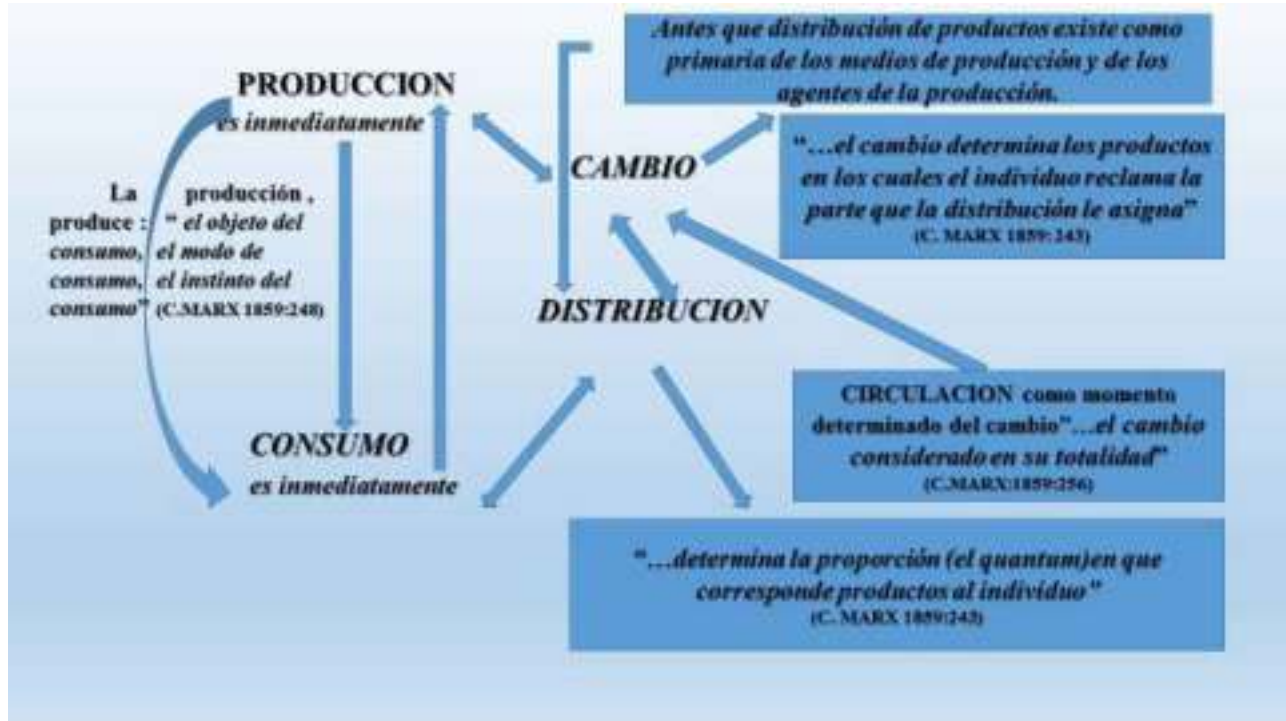 PRODUCCION
es inmediatamente
La producción ,
produce : “ el objeto del
consumo, el modo de
consumo, el instinto del
consumo” (C.MARX 1859:248)
CONSUMO
es inmediatamente
CAMBIO
DISTRIBUCION
Antes que distribución de productos existe como
primaria de los medios de producción y de los
agentes de la producción.
“…el cambio determina los productos
en los cuales el individuo reclama la
parte que la distribución le asigna”
(C. MARX 1859: 243)
CIRCULACION como momento
determinado del cambio”…el cambio
considerado en su totalidad”
(C.MARX:1859:256)
“…determina la proporción (el quantum)en que
corresponde productos al individuo”
(C. MARX 1859:243)